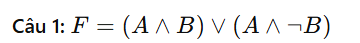 Câu 1: F = (A ∧ B) ∨ (A ∧ ¬B)